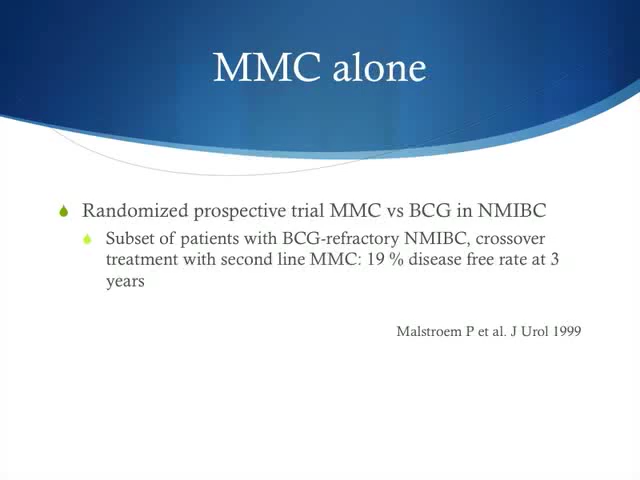 MMC alone
Randomized prospective trial MMC vs BCG in NMIBC
Subset of patients with BCG-refractory NMIBC, crossover
treatment with second line MMC: 19 % disease free rate at 3
years
Malstroem P et al. J Urol 1999